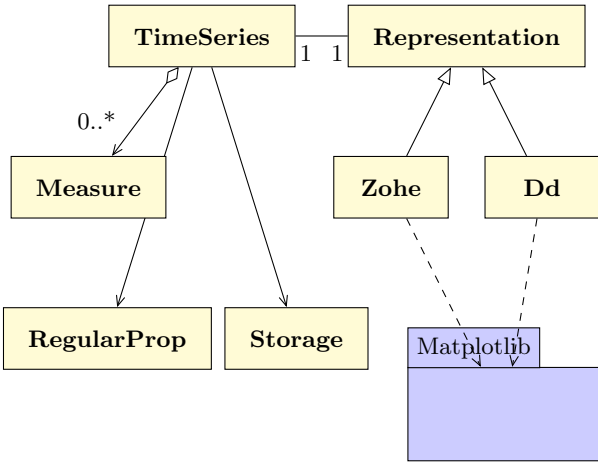 TimeSeries
Representation
1 1
0..*
Measure
Zohe
Dd
RegularProp
Storage
Matplotlib